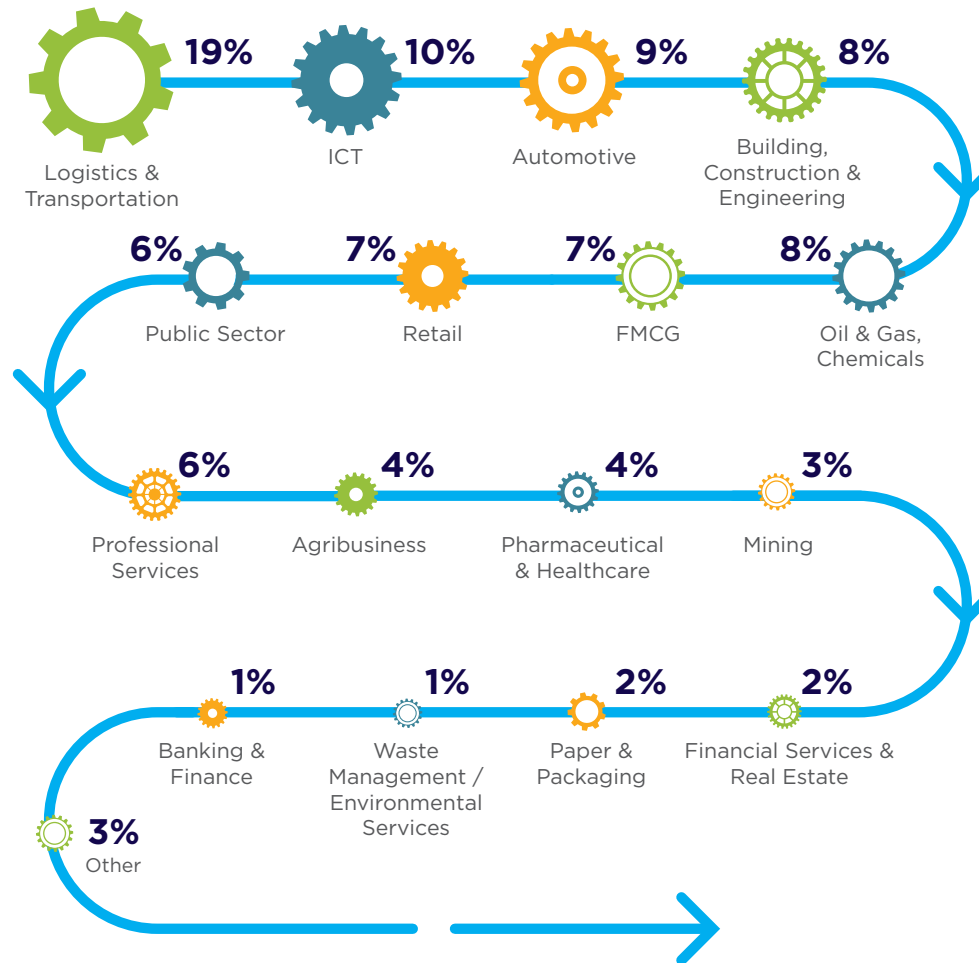 19%
Logistics &
Transportation
10%
ICT
9%
Automotive
8%
Building,
Construction &
Engineering
8%
Oil & Gas,
Chemicals
7%
FMCG
7%
Retail
6%
Public Sector
6%
Professional
Services
4%
Agribusiness
4%
Pharmaceutical
& Healthcare
3%
Mining
2%
Financial Services &
Real Estate
2%
Paper &
Packaging
1%
Waste
Management /
Environmental
Services
1%
Banking &
Finance
3%
Other